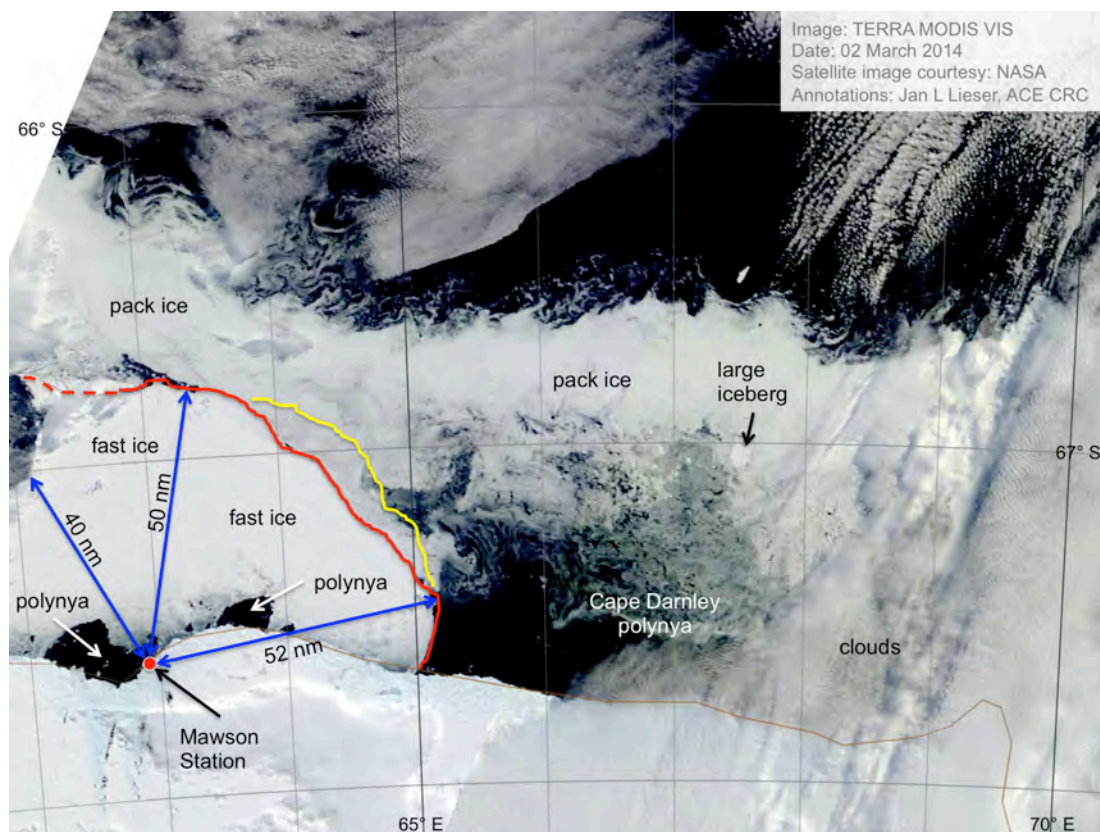 Image: TERRA MODIS VIS
Date: 02 March 2014
Satellite image courtesy: NASA
Annotations: Jan L Lieser, ACE CRC
66° S
pack ice
pack ice
large
iceberg
fast ice
67° S
50 nm
40 nm
fast ice
polynya
polynya
Cape Darnley
polynya
52 nm
clouds
Mawson
Station
65° E
70° E